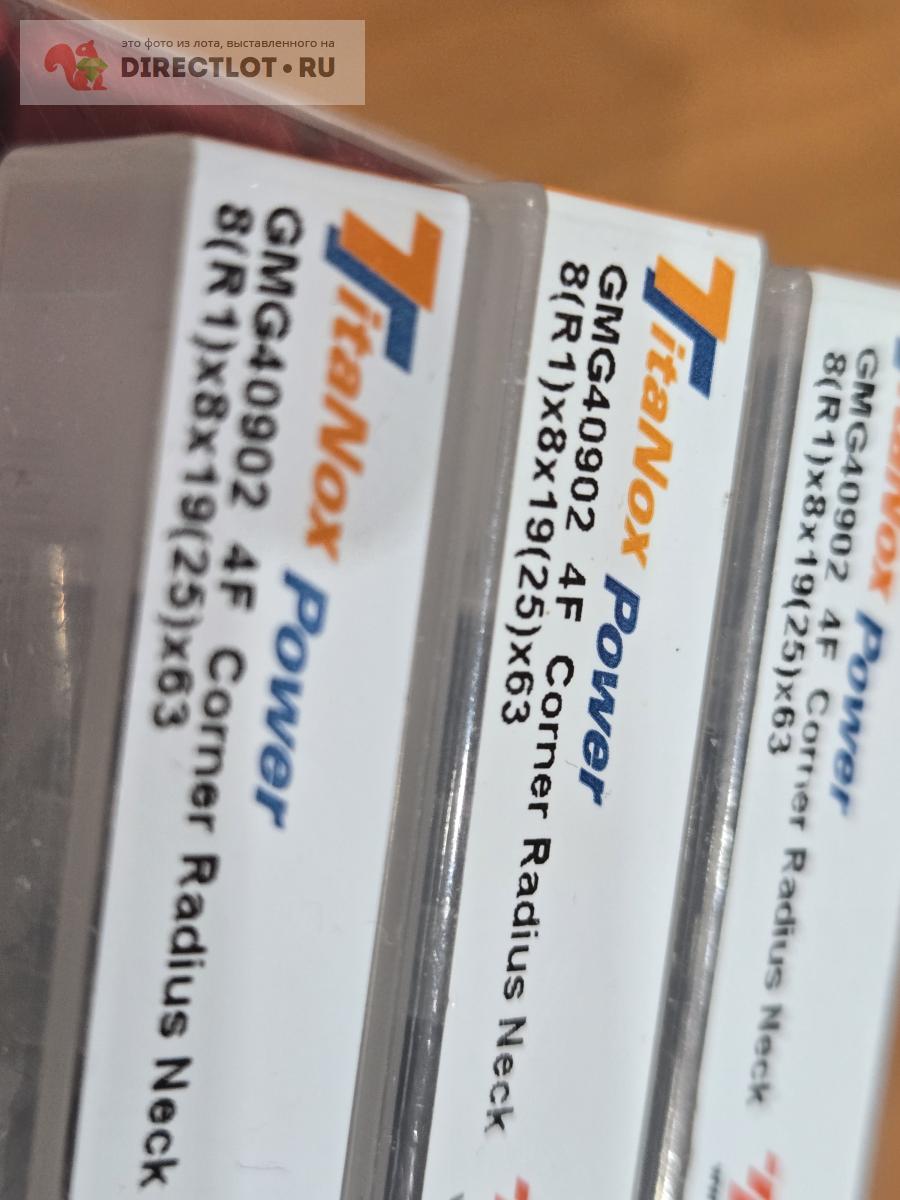 это фото из лота, выставленного на
DIRECTLOT•RU
TitaNox Power
GMG40902 4F Corner Radius Neck
8(R1)x8x19(25)x63
TitaNox Power
GMG40902 4F Corner Radius Neck
8(R1)x8x19(25)x63
TitaNox Power
GMG40902 4F Corner Radius Neck
8(R1)x8x19(25)x63